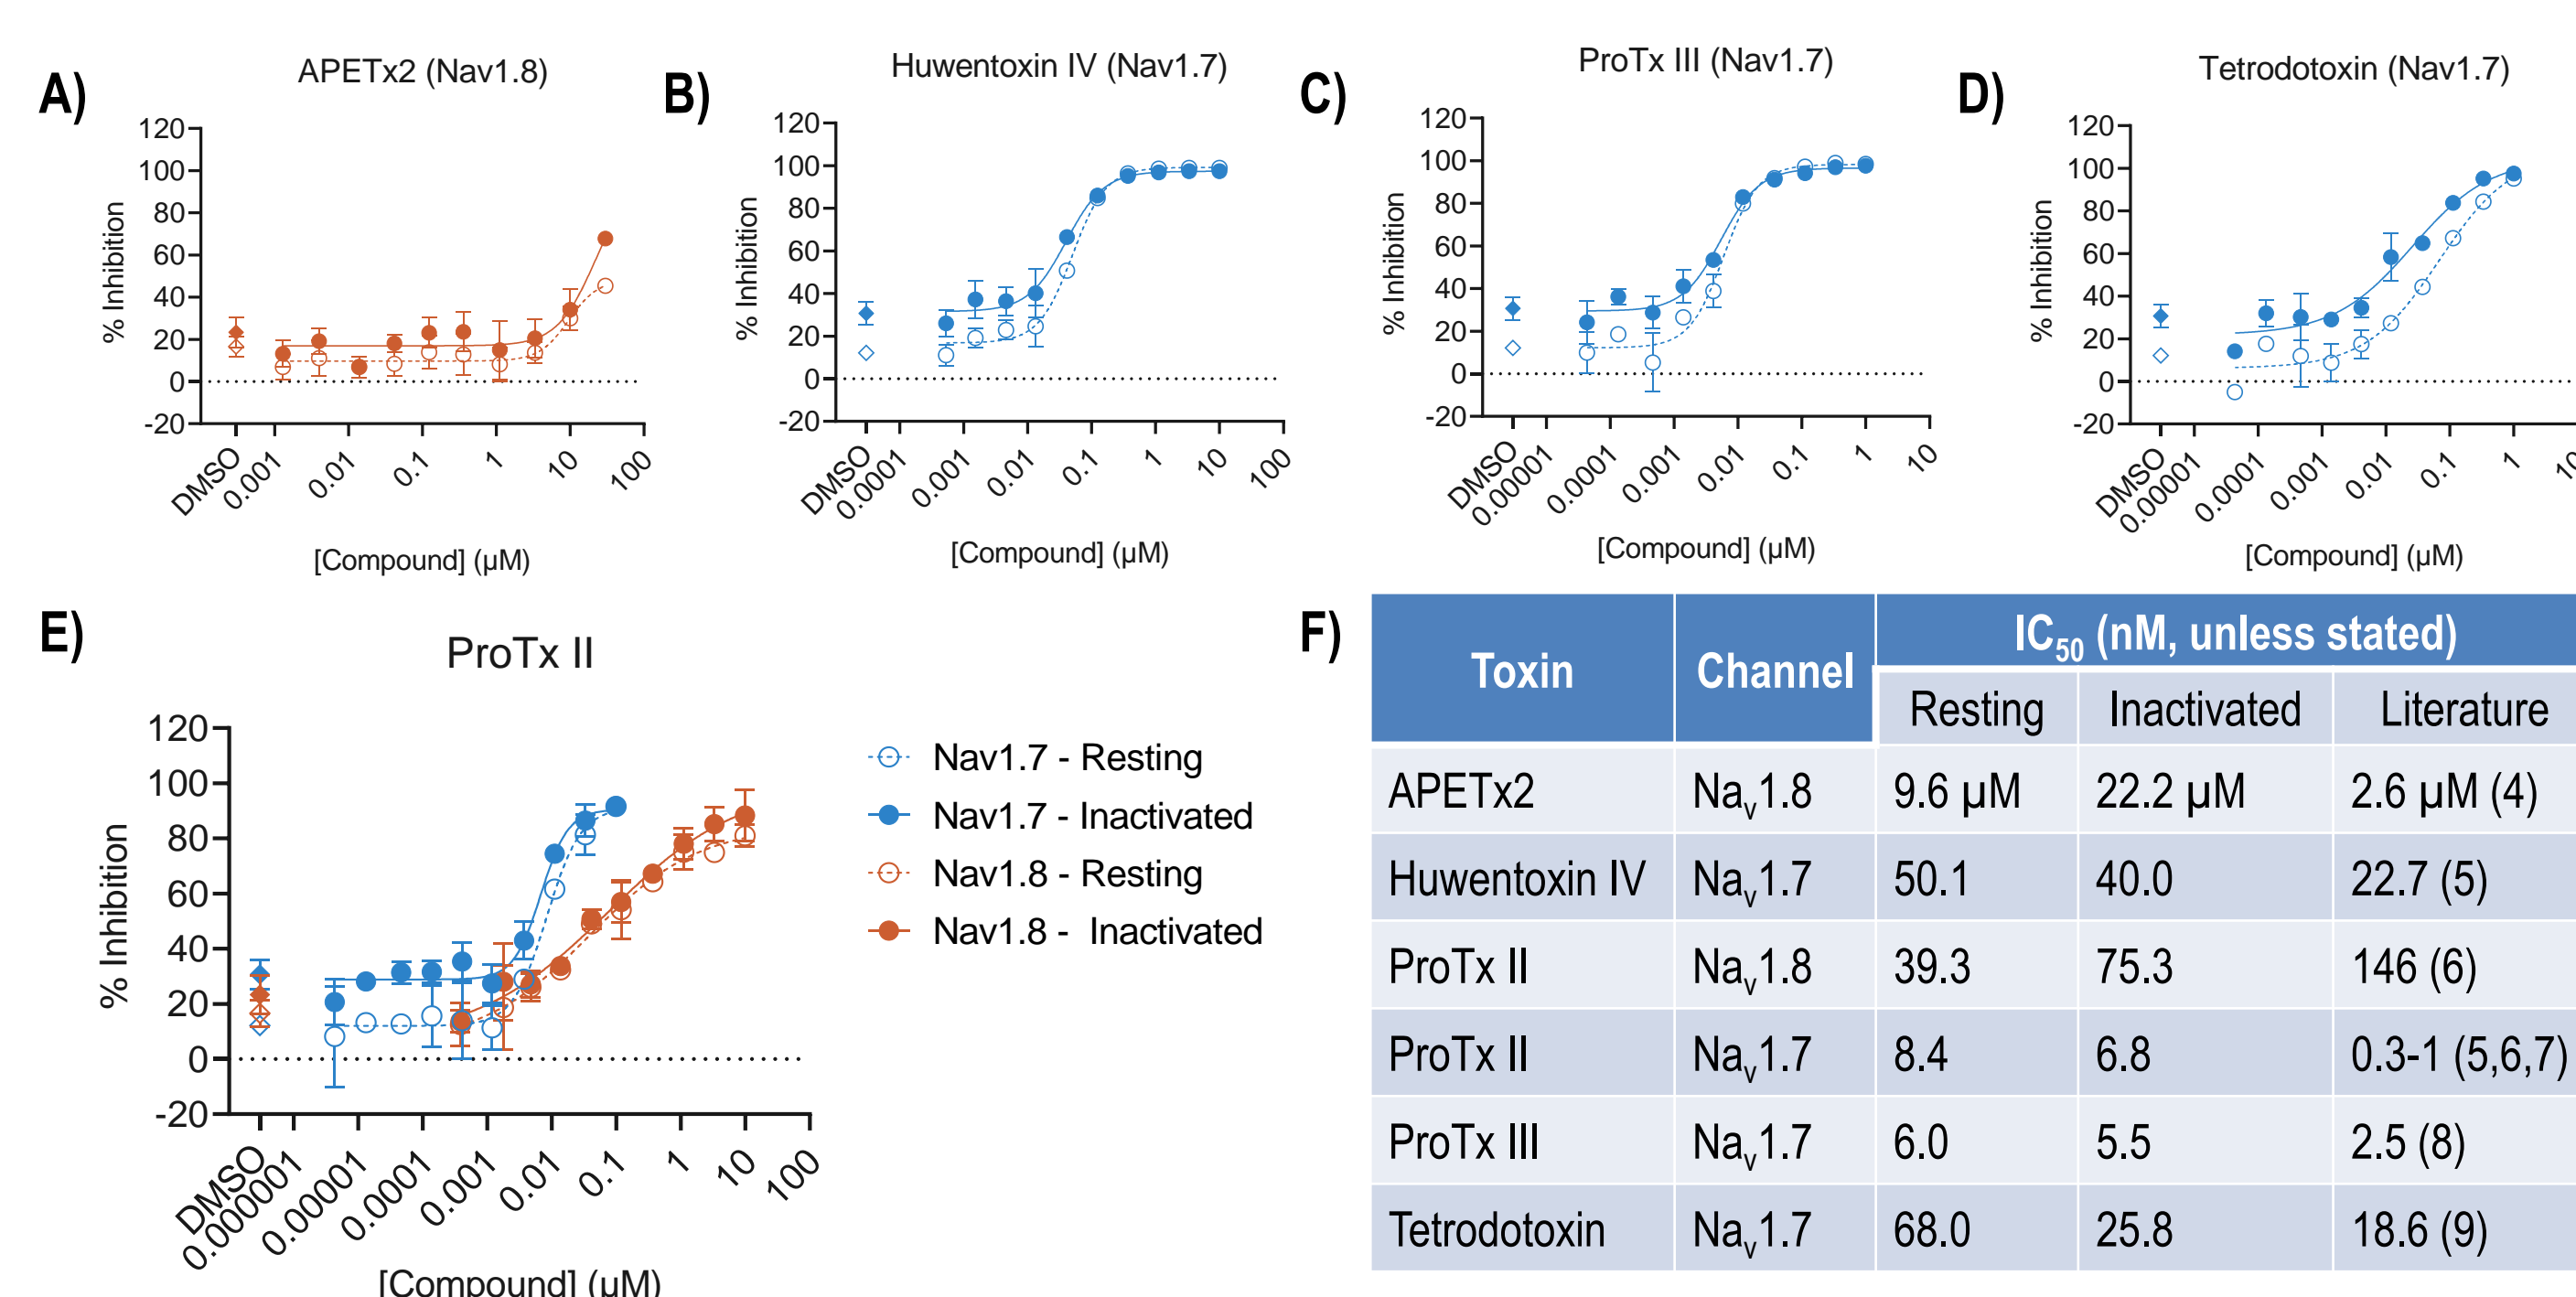 A)
APETx2 (Nav1.8)
% Inhibition
120
100
80
60
40
20
0
-20
DMSO
0.001
0.01
0.1
1
10
100
[Compound] (µM)
B)
Huwentoxin IV (Nav1.7)
% Inhibition
120
100
80
60
40
20
0
-20
DMSO
0.0001
0.001
0.01
0.1
1
10
100
[Compound] (µM)
C)
ProTx III (Nav1.7)
% Inhibition
120
100
80
60
40
20
0
-20
DMSO
0.00001
0.0001
0.001
0.01
0.1
1
10
[Compound] (µM)
D)
Tetrodotoxin (Nav1.7)
% Inhibition
120
100
80
60
40
20
0
-20
DMSO
0.00001
0.0001
0.001
0.01
0.1
1
10
[Compound] (µM)
E)
ProTx II
% Inhibition
120
100
80
60
40
20
0
-20
DMSO
0.000001
0.00001
0.0001
0.001
0.01
0.1
1
10
100
[Compound] (µM)
Nav1.7 - Resting
Nav1.7 - Inactivated
Nav1.8 - Resting
Nav1.8 - Inactivated
F)
Toxin Channel IC50 (nM, unless stated)
Resting Inactivated Literature
APETx2 Nav1.8 9.6 µM 22.2 µM 2.6 µM (4)
Huwentoxin IV Nav1.7 50.1 40.0 22.7 (5)
ProTx II Nav1.8 39.3 75.3 146 (6)
ProTx II Nav1.7 8.4 6.8 0.3-1 (5,6,7)
ProTx III Nav1.7 6.0 5.5 2.5 (8)
Tetrodotoxin Nav1.7 68.0 25.8 18.6 (9)